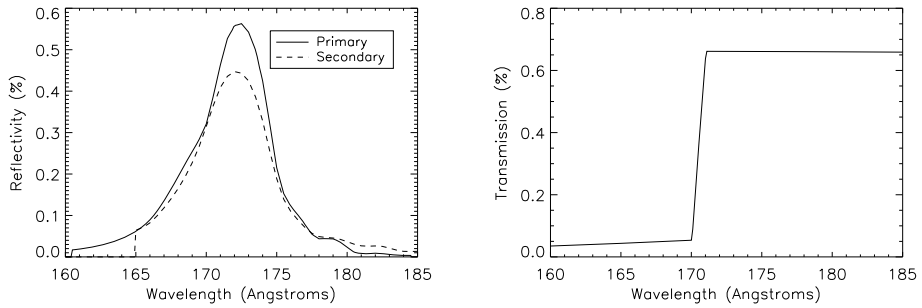 0.6
0.5
0.4
0.3
0.2
0.1
0.0
Reflectivity (%)
160 165 170 175 180 185
Wavelength (Angstroms)
Primary
Secondary
0.8
0.6
0.4
0.2
0.0
Transmission (%)
160 165 170 175 180 185
Wavelength (Angstroms)